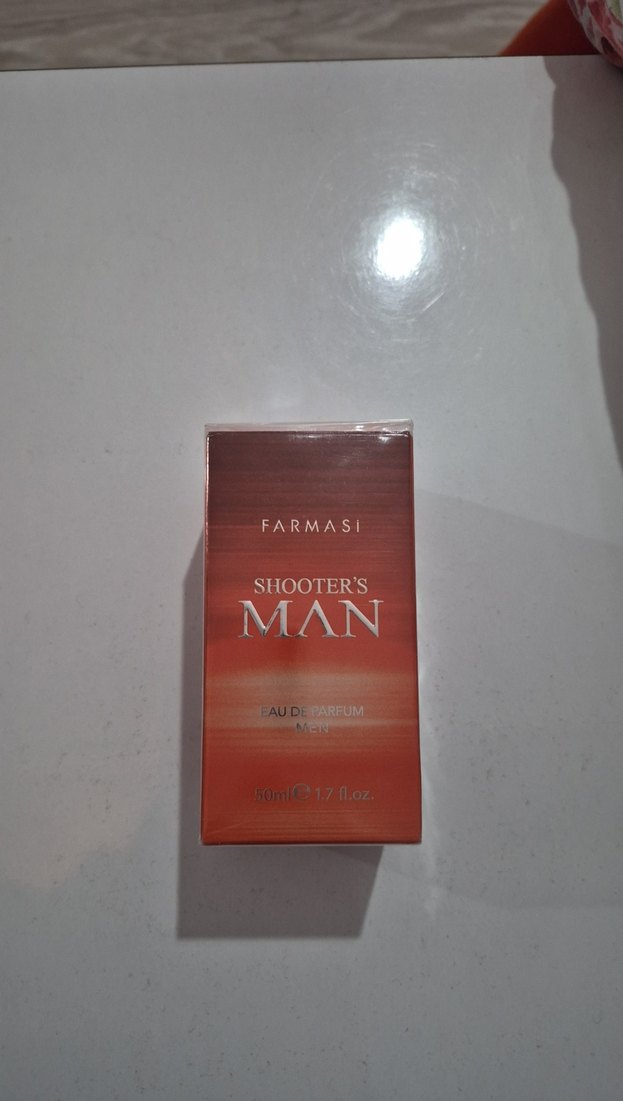 FARMASi
SHOOTER'S
MAN
EAU DE PARFUM
MEN
50ml ℮ 1.7 fl.oz.